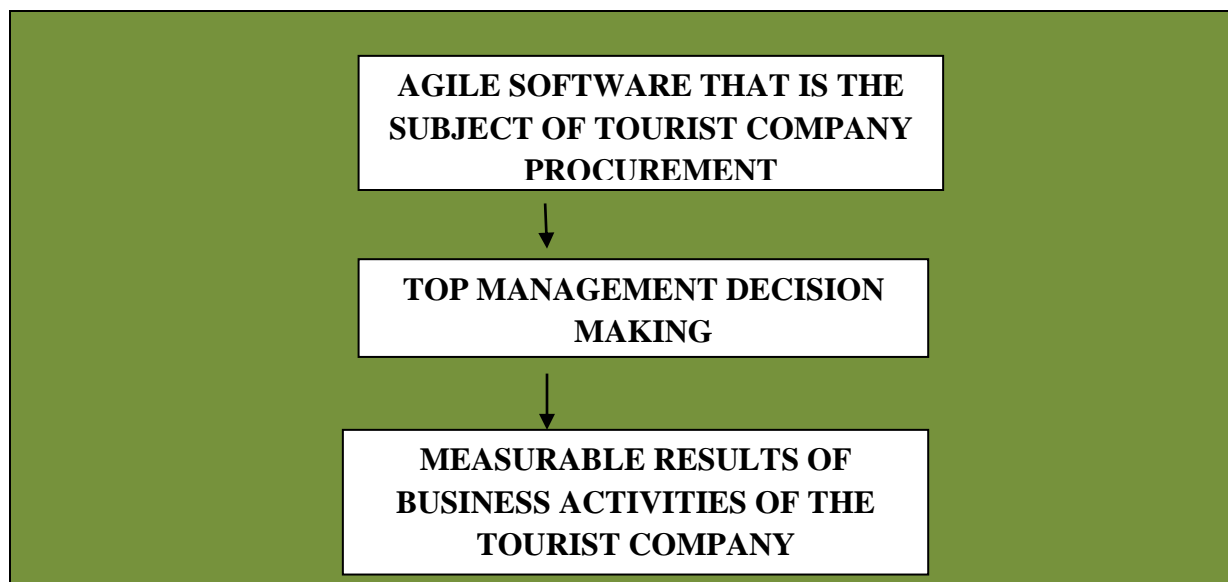 AGILE SOFTWARE THAT IS THE
SUBJECT OF TOURIST COMPANY
PROCUREMENT
TOP MANAGEMENT DECISION
MAKING
MEASURABLE RESULTS OF
BUSINESS ACTIVITIES OF THE
TOURIST COMPANY